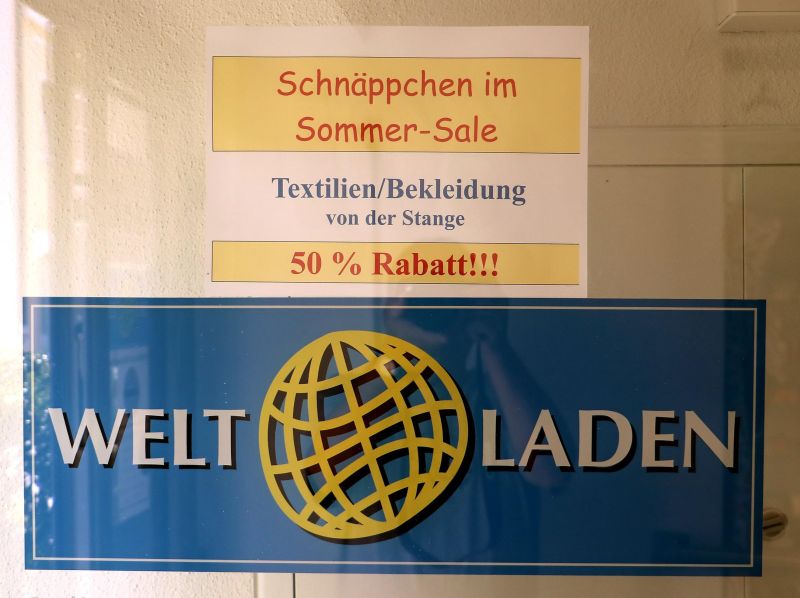 Schnäppchen im
Sommer-Sale
Textilien/Bekleidung
von der Stange
50 % Rabatt!!!
WELT LADEN